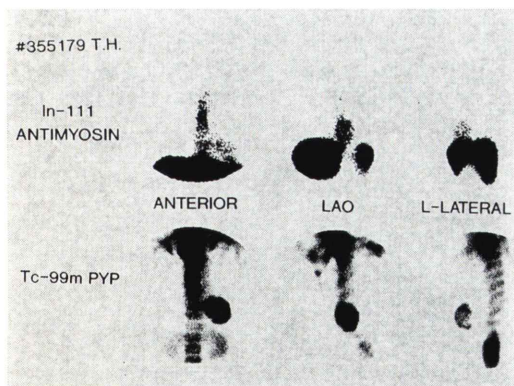 #355179 T.H.
In-111
ANTIMYOSIN
ANTERIOR LAO L-LATERAL
Tc-99m PYP